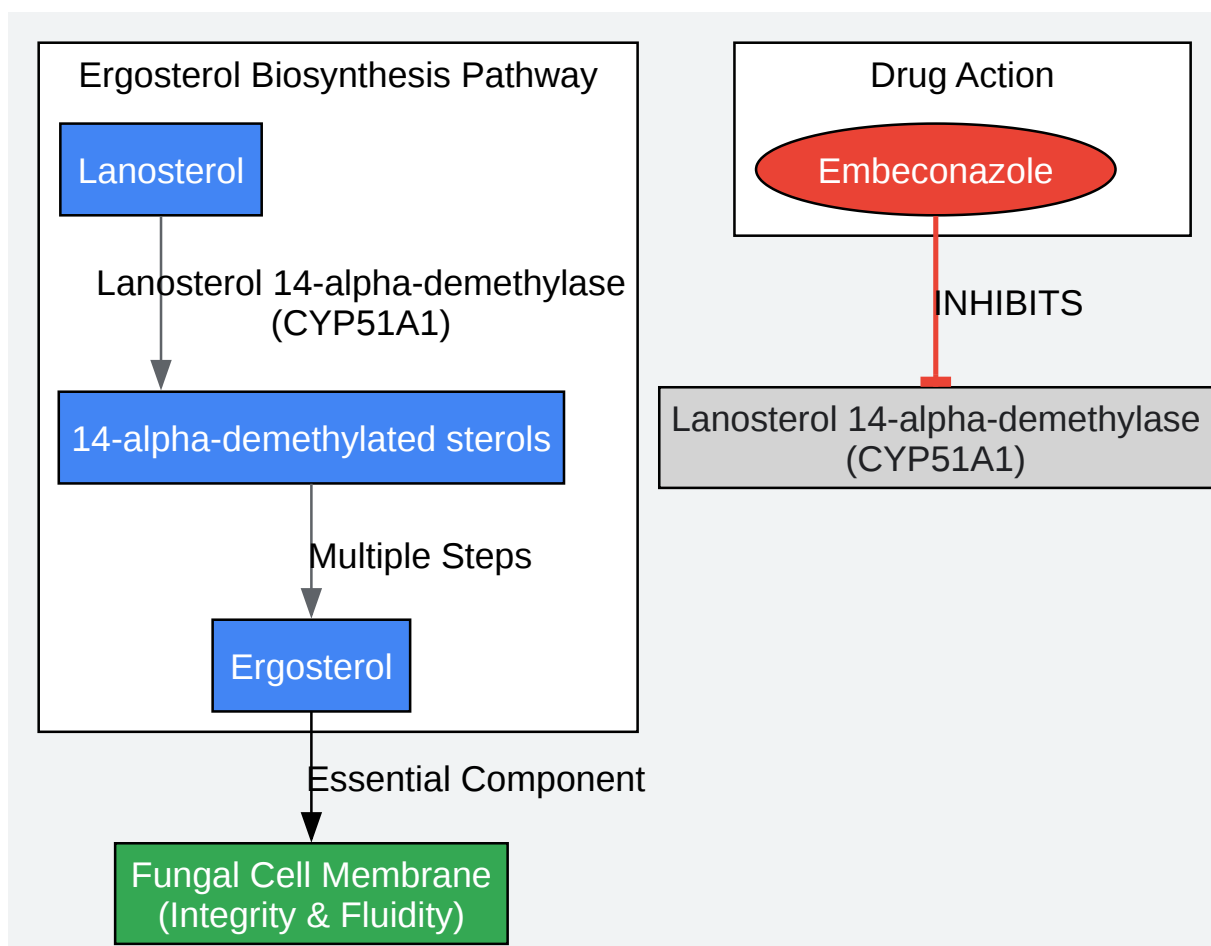 Ergosterol Biosynthesis Pathway
Lanosterol
Lanosterol 14-alpha-demethylase
(CYP51A1)
14-alpha-demethylated sterols
Multiple Steps
Ergosterol
Essential Component
Fungal Cell Membrane
(Integrity & Fluidity)
Drug Action
Embeconazole
INHIBITS
Lanosterol 14-alpha-demethylase
(CYP51A1)